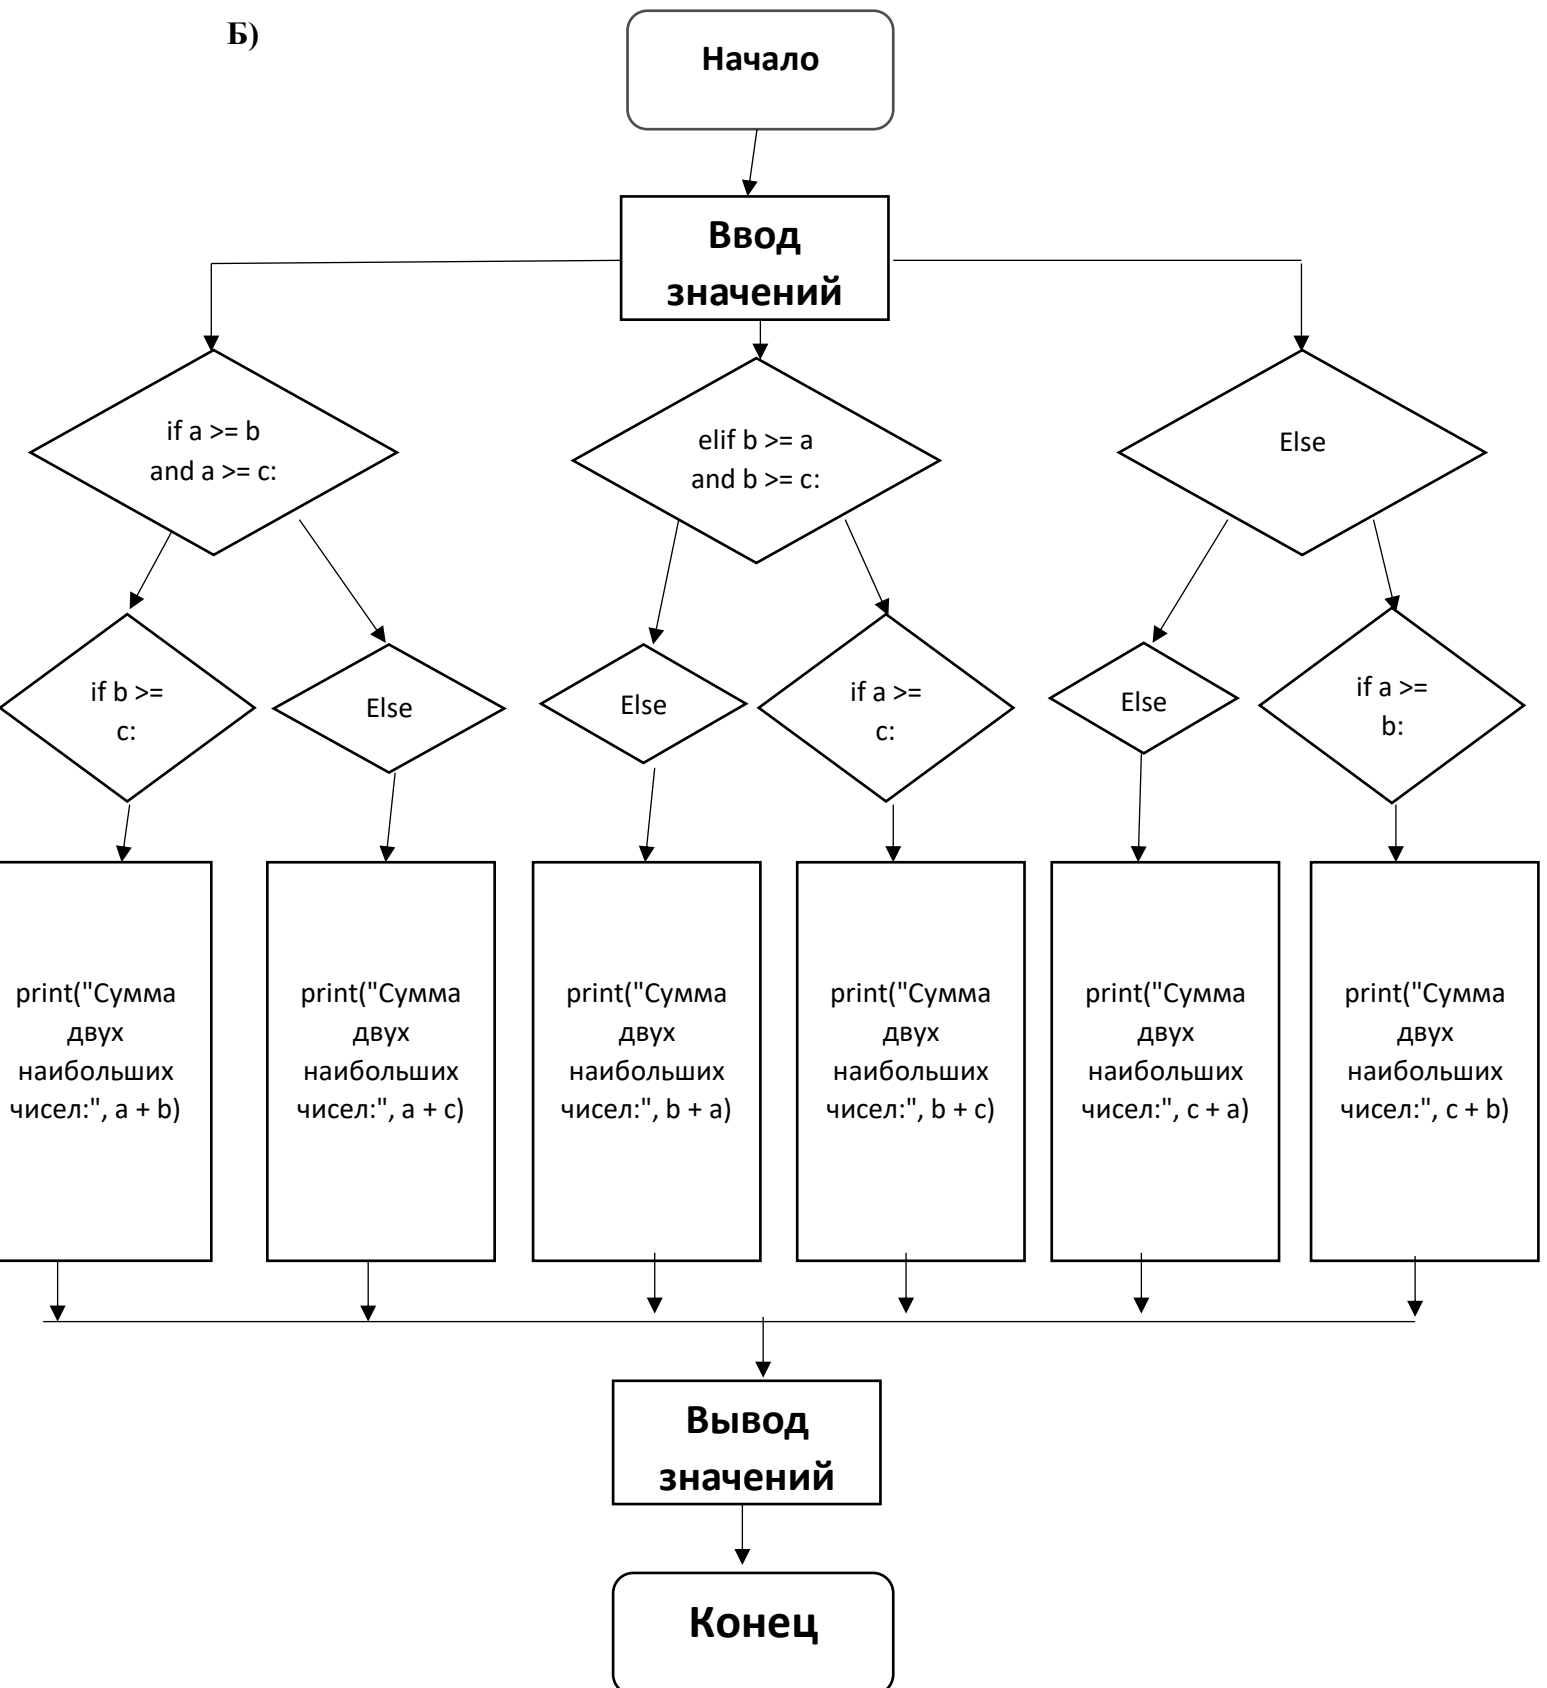 Б)
Начало
Ввод
значений
if a >= b
and a >= c:
elif b >= a
and b >= c:
Else
if b >=
c:
Else
Else
if a >=
c:
Else
if a >=
b:
print("Сумма
двух
наибольших
чисел:", a + b)
print("Сумма
двух
наибольших
чисел:", a + c)
print("Сумма
двух
наибольших
чисел:", b + a)
print("Сумма
двух
наибольших
чисел:", b + c)
print("Сумма
двух
наибольших
чисел:", c + a)
print("Сумма
двух
наибольших
чисел:", c + b)
Вывод
значений
Конец